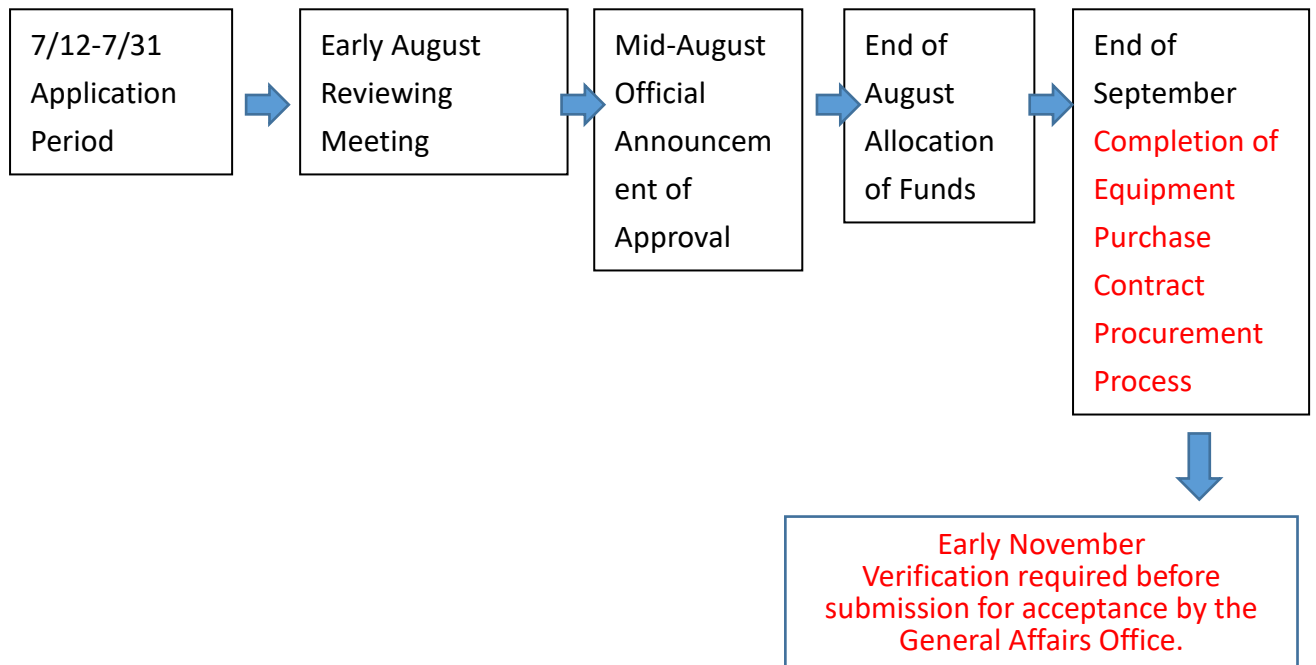 7/12-7/31
Application
Period
Early August
Reviewing
Meeting
Mid-August
Official
Announcem
ent of
Approval
End of
August
Allocation
of Funds
End of
September
Completion of
Equipment
Purchase
Contract
Procurement
Process
Early November
Verification required before
submission for acceptance by the
General Affairs Office.